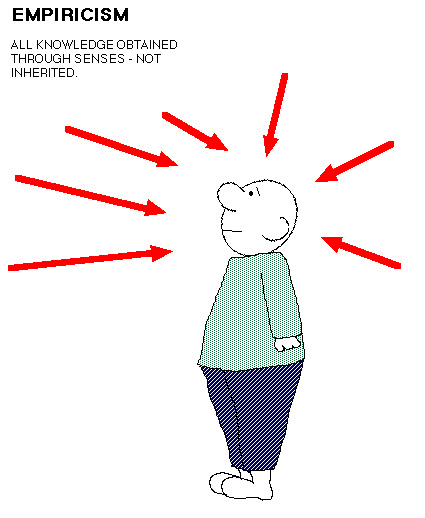 EMPIRICISM
ALL KNOWLEDGE OBTAINED
THROUGH SENSES - NOT
INHERITED.